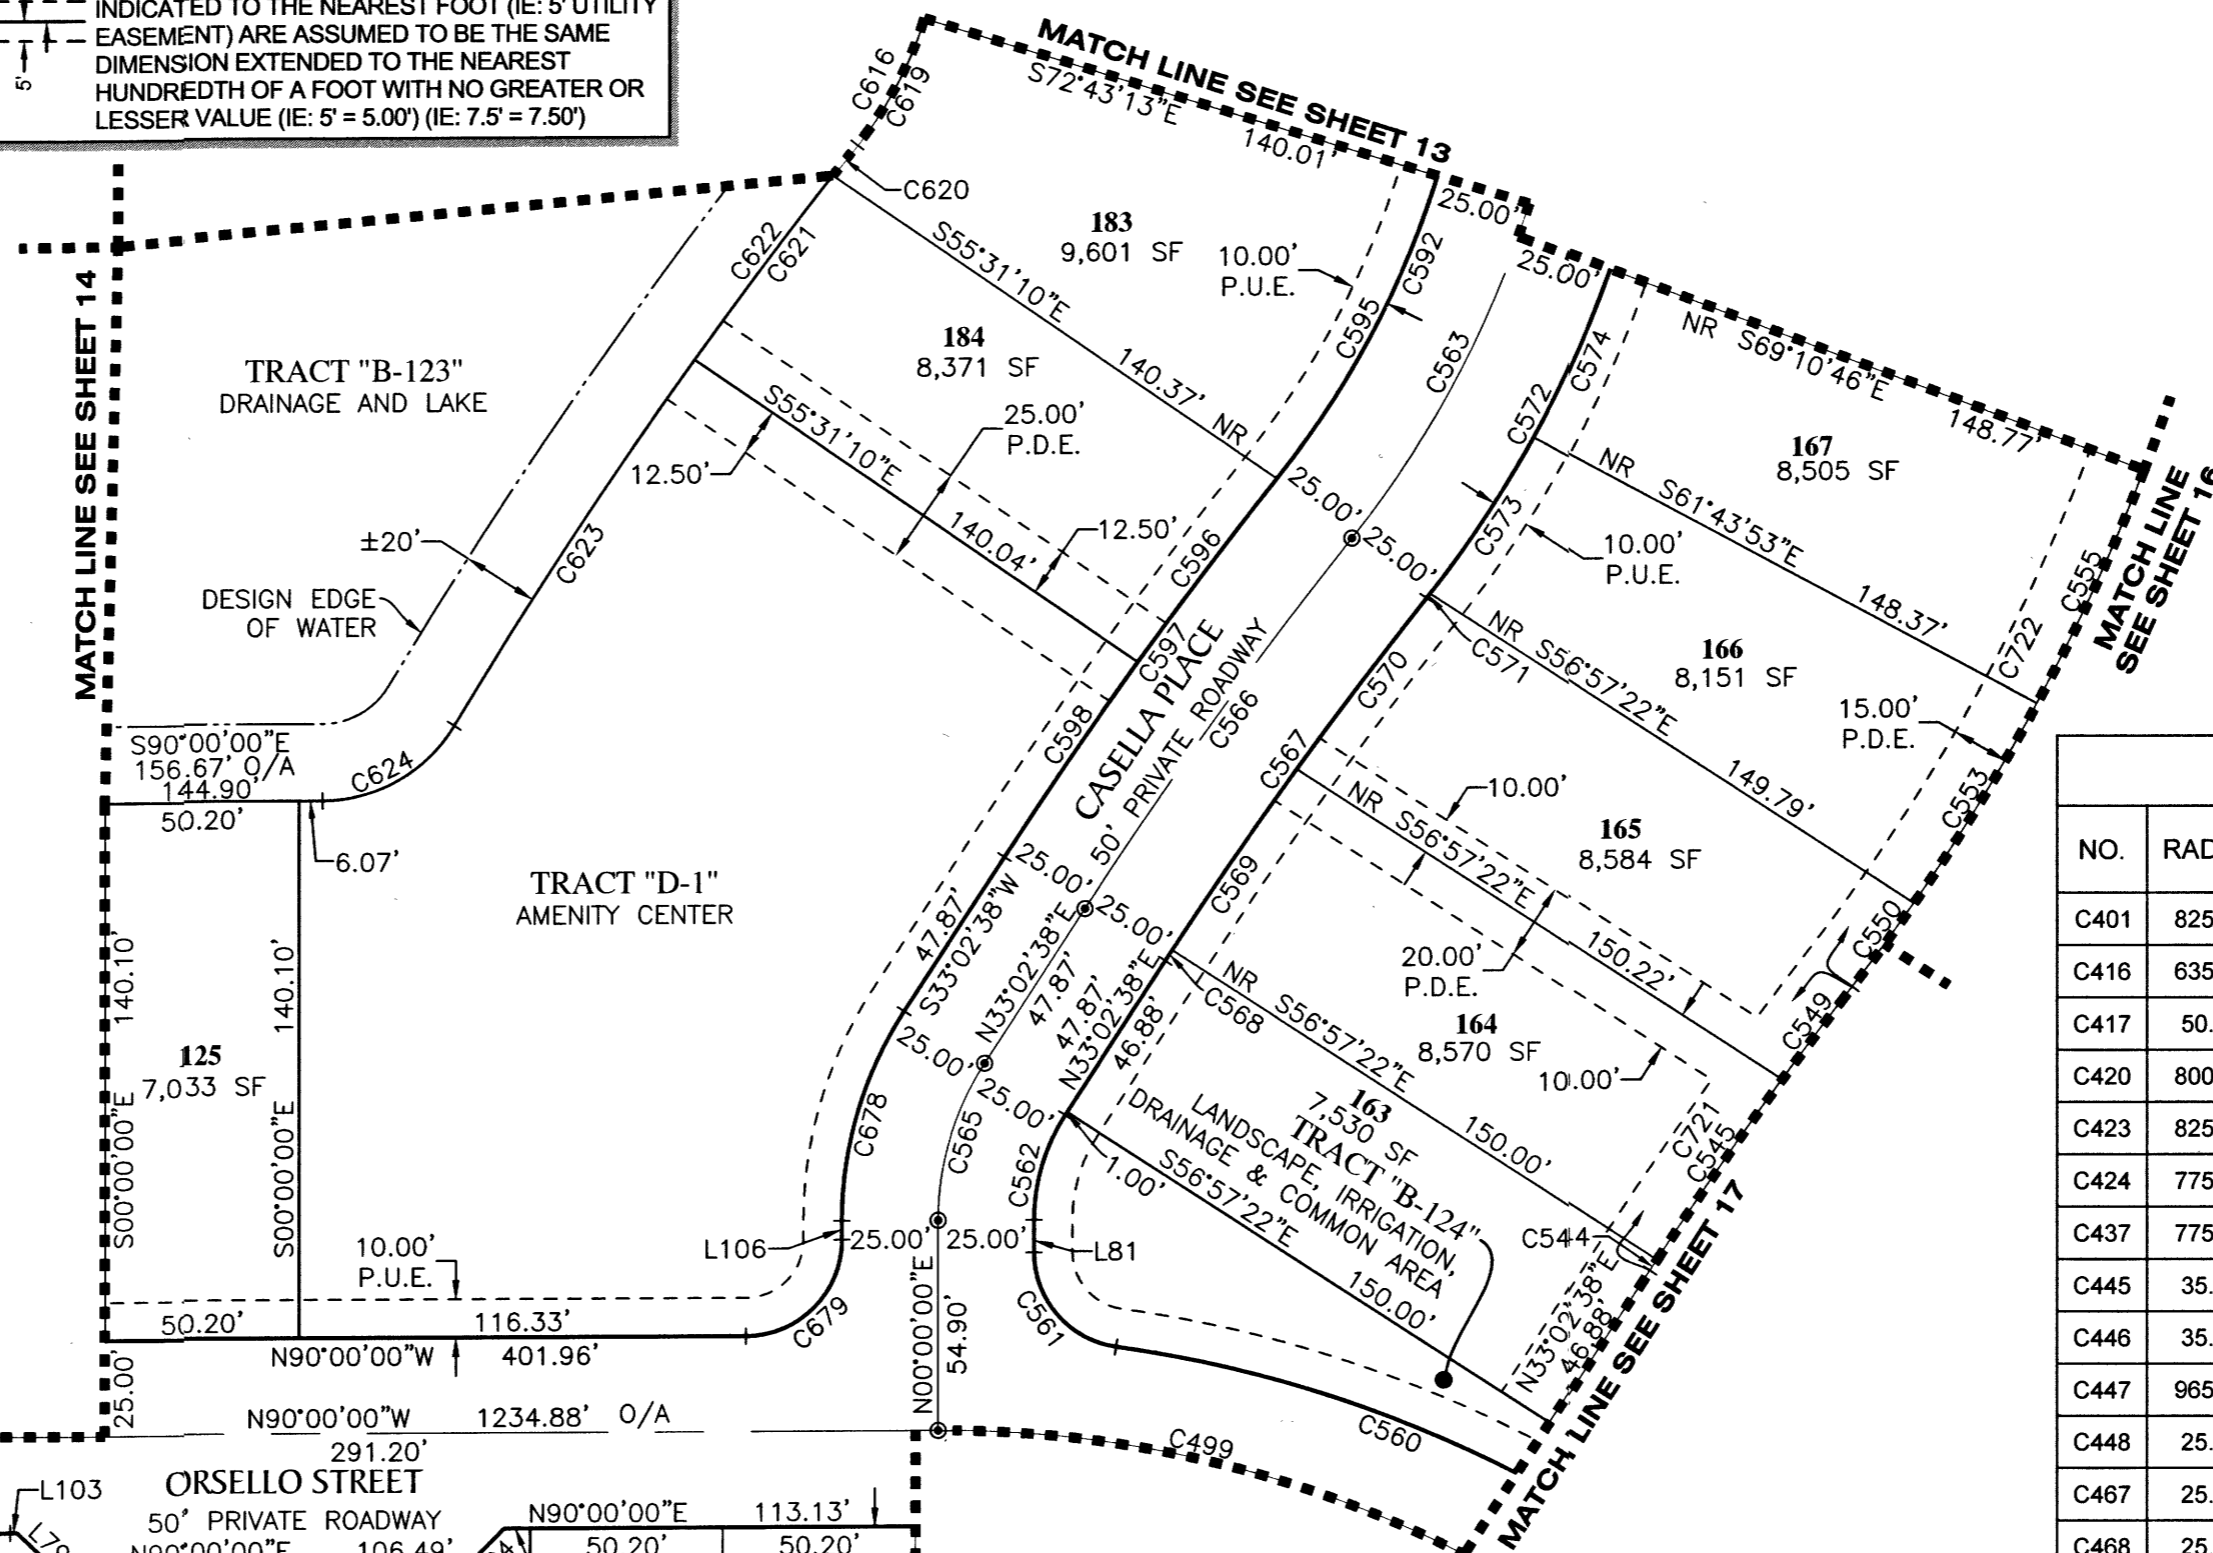 INDICATED TO THE NEAREST FOOT (IE: 5' UTILITY
EASEMENT) ARE ASSUMED TO BE THE SAME
DIMENSION EXTENDED TO THE NEAREST
HUNDREDTH OF A FOOT WITH NO GREATER OR
LESSER VALUE (IE: 5' = 5.00') (IE: 7.5' = 7.50')
5'
MATCH LINE SEE SHEET 13
S72°43'13"E
140.01'
C616
C619
C620
25.00'
25.00'
183
9,601 SF
10.00'
P.U.E.
C592
C595
C563
S55°31'10"E
140.37' NR
C622
C621
184
8,371 SF
25.00'
P.D.E.
S55°31'10"E
140.04'
12.50'
12.50'
MATCH LINE SEE SHEET 14
TRACT "B-123"
DRAINAGE AND LAKE
±20'
C623
DESIGN EDGE
OF WATER
C574
C572
NR S69°10'46"E
148.77'
167
8,505 SF
NR S61°43'53"E
148.37'
MATCH LINE
SEE SHEET 16
C555
C722
25.00'
25.00'
C573
10.00'
P.U.E.
C596
C597
C598
CASELLA PLACE
50' PRIVATE ROADWAY
C566
C570
C571
NR S56°57'22"E
149.79'
166
8,151 SF
15.00'
P.D.E.
C553
C567
10.00'
165
8,584 SF
NR S56°57'22"E
150.22'
C550
C549
S90°00'00"E
156.67' O/A
144.90'
50.20'
6.07'
C624
TRACT "D-1"
AMENITY CENTER
25.00'
25.00'
C569
20.00'
P.D.E.
47.87'
S33°02'38"W
N33°02'38"E
47.87'
47.87'
N33°02'38"E
46.88'
C568
NR S56°57'22"E
150.00'
164
8,570 SF
10.00'
140.10'
S00°00'00"E
125
7,033 SF
140.10'
S00°00'00"E
25.00'
25.00'
C678
C565
C562
1.00'
163
7,530 SF
TRACT "B-124"
LANDSCAPE, IRRIGATION,
DRAINAGE & COMMON AREA
S56°57'22"E
150.00'
C721
C545
C544
N33°02'38"E
46.88'
MATCH LINE SEE SHEET 17
L106
25.00'
25.00'
L81
10.00'
P.U.E.
50.20'
116.33'
C679
C561
N90°00'00"W 401.96'
N00°00'00"E
54.90'
25.00'
N90°00'00"W 1234.88' O/A
291.20'
C499
C560
L103
ORSELLO STREET
50' PRIVATE ROADWAY
N90°00'00"E 106.49'
L79
N90°00'00"E 113.13'
50.20' 50.20'
NO. RAD
C401 825
C416 635
C417 50.
C420 800
C423 825
C424 775
C437 775
C445 35.
C446 35.
C447 965
C448 25.
C467 25.
C468 25.